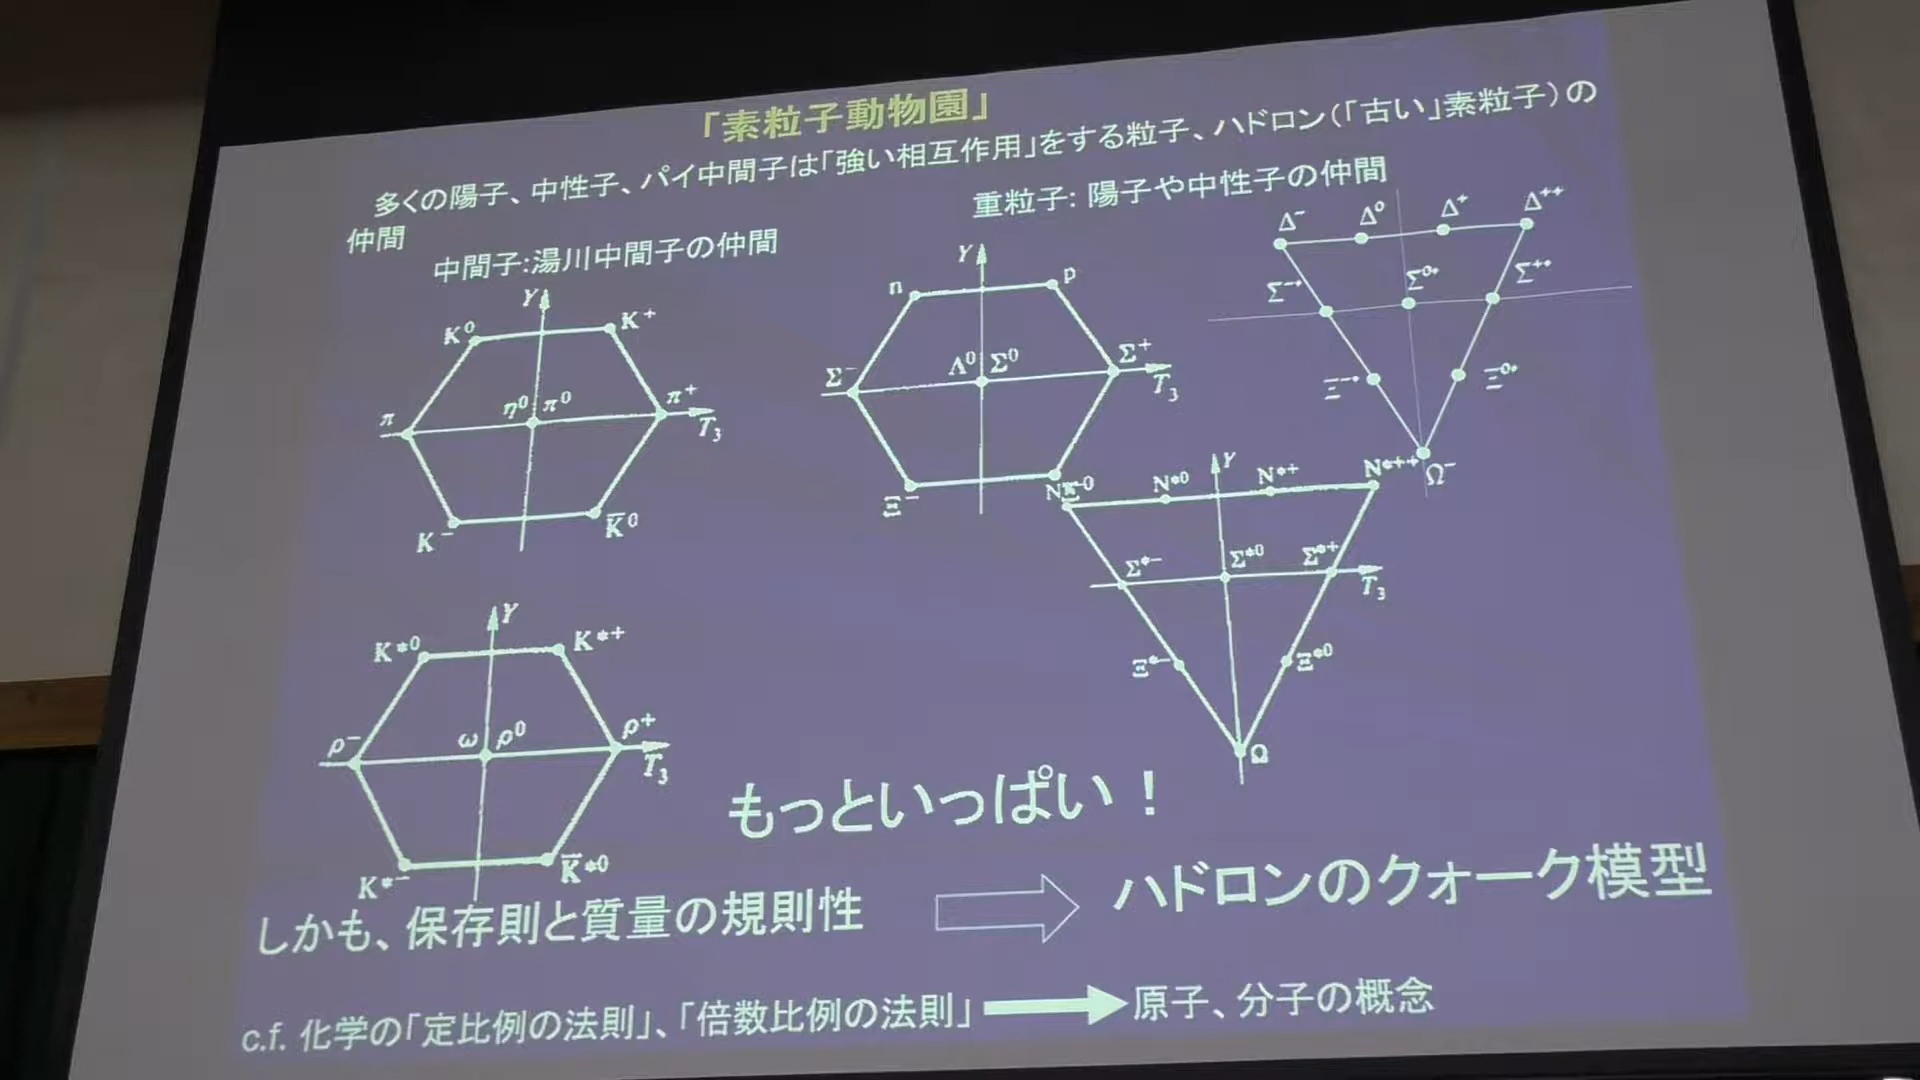 「素粒子動物園」
多くの陽子、中性子、パイ中間子は「強い相互作用」をする粒子、ハドロン(「古い」素粒子)の
仲間
中間子:湯川中間子の仲間
重粒子: 陽子や中性子の仲間
Y
K⁰ K⁺
π η⁰ π⁰ π⁺
T₃
K⁻ K̅⁰
Y
n p
Σ⁻ Λ⁰ Σ⁰ Σ⁺
T₃
Ξ⁻
Δ⁻ Δ⁰ Δ⁺ Δ⁺⁺
Σ⁻* Σ⁰* Σ⁺*
Ξ⁻* Ξ⁰*
Ω⁻
Y
N*⁰ N*⁺ N*⁺⁺
Σ*⁻ Σ*⁰ Σ*⁺
T₃
Ξ*⁻ Ξ*⁰
Ω
Y
K*⁰ K*⁺
ρ⁻ ω ρ⁰ ρ⁺
T₃
K*⁻ K̅*⁰
もっといっぱい！
しかも、保存則と質量の規則性 ハドロンのクォーク模型
c.f. 化学の「定比例の法則」、「倍数比例の法則」 原子、分子の概念